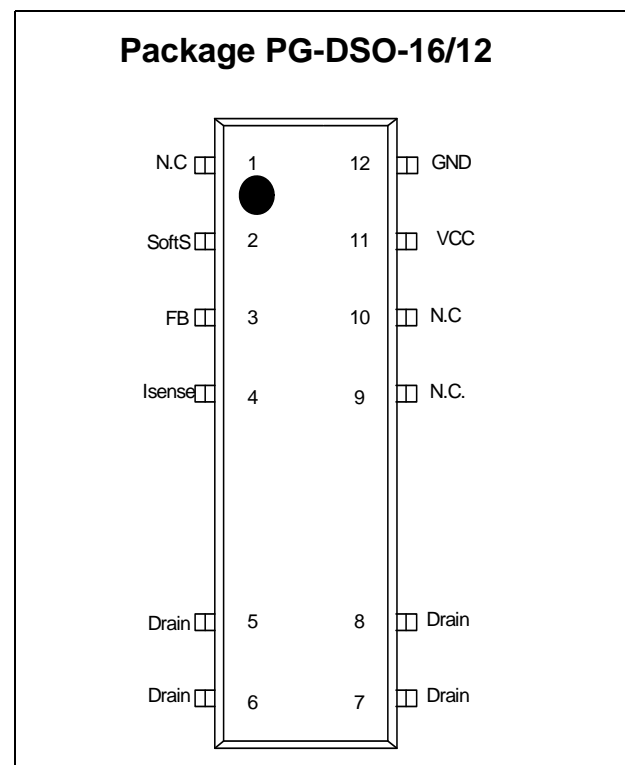 Package PG-DSO-16/12
N.C 1 12 GND
SoftS 2 11 VCC
FB 3 10 N.C
Isense 4 9 N.C.
Drain 5 8 Drain
Drain 6 7 Drain